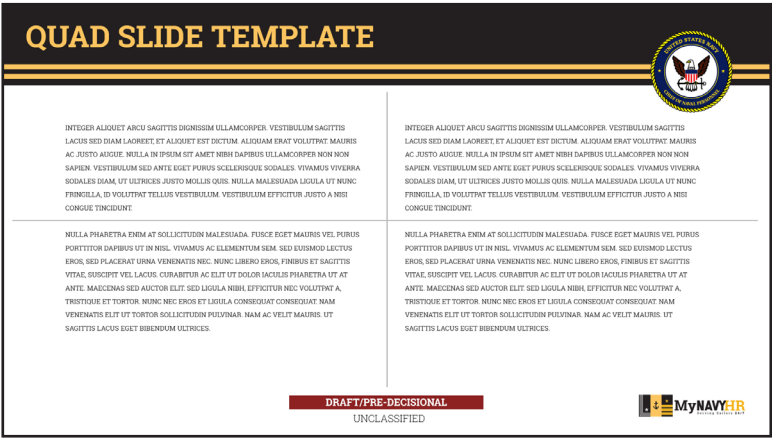 QUAD SLIDE TEMPLATE
UNITED STATES NAVY
CHIEF OF NAVAL PERSONNEL
INTEGER ALIQUET ARCU SAGITTIS DIGNISSIM ULLAMCORPER. VESTIBULUM SAGITTIS
LACUS SED DIAM LAOREET, ET ALIQUET EST DICTUM. ALIQUAM ERAT VOLUTPAT. MAURIS
AC JUSTO AUGUE. NULLA IN IPSUM SIT AMET NIBH DAPIBUS ULLAMCORPER NON NON
SAPIEN. VESTIBULUM SED ANTE EGET PURUS SCELERISQUE SODALES. VIVAMUS VIVERRA
SODALES DIAM, UT ULTRICES JUSTO MOLLIS QUIS. NULLA MALESUADA LIGULA UT NUNC
FRINGILLA, ID VOLUTPAT TELLUS VESTIBULUM. VESTIBULUM EFFICITUR JUSTO A NISI
CONGUE TINCIDUNT.
INTEGER ALIQUET ARCU SAGITTIS DIGNISSIM ULLAMCORPER. VESTIBULUM SAGITTIS
LACUS SED DIAM LAOREET, ET ALIQUET EST DICTUM. ALIQUAM ERAT VOLUTPAT. MAURIS
AC JUSTO AUGUE. NULLA IN IPSUM SIT AMET NIBH DAPIBUS ULLAMCORPER NON NON
SAPIEN. VESTIBULUM SED ANTE EGET PURUS SCELERISQUE SODALES. VIVAMUS VIVERRA
SODALES DIAM, UT ULTRICES JUSTO MOLLIS QUIS. NULLA MALESUADA LIGULA UT NUNC
FRINGILLA, ID VOLUTPAT TELLUS VESTIBULUM. VESTIBULUM EFFICITUR JUSTO A NISI
CONGUE TINCIDUNT.
NULLA PHARETRA ENIM AT SOLLICITUDIN MALESUADA. FUSCE EGET MAURIS VEL PURUS
PORTTITOR DAPIBUS UT IN NISL. VIVAMUS AC ELEMENTUM SEM. SED EUISMOD LECTUS
EROS, SED PLACERAT URNA VENENATIS NEC. NUNC LIBERO EROS, FINIBUS ET SAGITTIS
VITAE, SUSCIPIT VEL LACUS. CURABITUR AC ELIT UT DOLOR IACULIS PHARETRA UT AT
ANTE. MAECENAS SED AUCTOR ELIT. SED LIGULA NIBH, EFFICITUR NEC VOLUTPAT A,
TRISTIQUE ET TORTOR. NUNC NEC EROS ET LIGULA CONSEQUAT CONSEQUAT. NAM
VENENATIS ELIT UT TORTOR SOLLICITUDIN PULVINAR. NAM AC VELIT MAURIS. UT
SAGITTIS LACUS EGET BIBENDUM ULTRICES.
NULLA PHARETRA ENIM AT SOLLICITUDIN MALESUADA. FUSCE EGET MAURIS VEL PURUS
PORTTITOR DAPIBUS UT IN NISL. VIVAMUS AC ELEMENTUM SEM. SED EUISMOD LECTUS
EROS, SED PLACERAT URNA VENENATIS NEC. NUNC LIBERO EROS, FINIBUS ET SAGITTIS
VITAE, SUSCIPIT VEL LACUS. CURABITUR AC ELIT UT DOLOR IACULIS PHARETRA UT AT
ANTE. MAECENAS SED AUCTOR ELIT. SED LIGULA NIBH, EFFICITUR NEC VOLUTPAT A,
TRISTIQUE ET TORTOR. NUNC NEC EROS ET LIGULA CONSEQUAT CONSEQUAT. NAM
VENENATIS ELIT UT TORTOR SOLLICITUDIN PULVINAR. NAM AC VELIT MAURIS. UT
SAGITTIS LACUS EGET BIBENDUM ULTRICES.
DRAFT/PRE-DECISIONAL
UNCLASSIFIED
MyNAVYHR
Serving Sailors 24/7